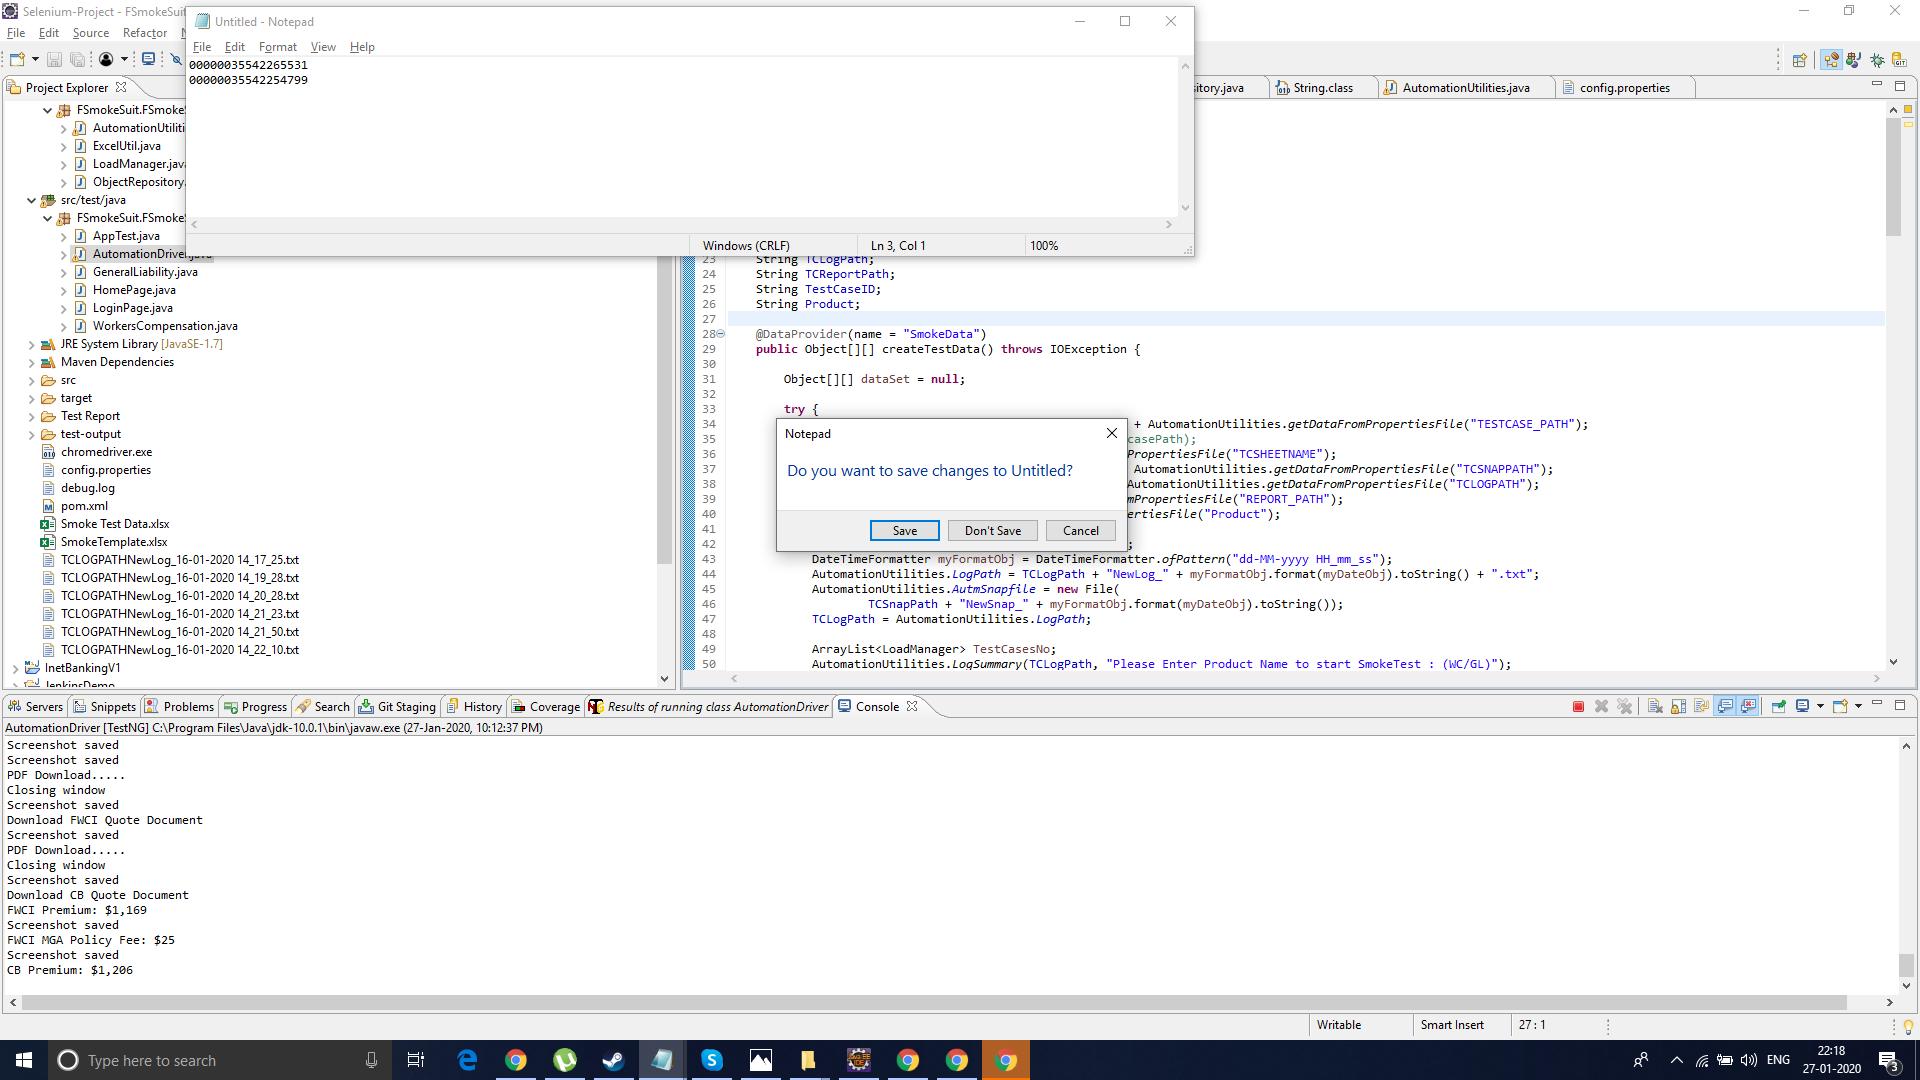 Selenium-Project - FSmokeSui
File Edit Source Refactor
Untitled - Notepad
File Edit Format View Help
00000035542265531
00000035542254799
Windows (CRLF) Ln 3, Col 1 100%
Project Explorer
FSmokeSuit.FSmokeS
AutomationUtiliti
ExcelUtil.java
LoadManager.java
ObjectRepository.
src/test/java
FSmokeSuit.FSmokeS
AppTest.java
AutomationDriver.java
GeneralLiability.java
HomePage.java
LoginPage.java
WorkersCompensation.java
JRE System Library [JavaSE-1.7]
Maven Dependencies
src
target
Test Report
test-output
chromedriver.exe
config.properties
debug.log
pom.xml
Smoke Test Data.xlsx
SmokeTemplate.xlsx
TCLOGPATHNewLog_16-01-2020 14_17_25.txt
TCLOGPATHNewLog_16-01-2020 14_19_28.txt
TCLOGPATHNewLog_16-01-2020 14_20_28.txt
TCLOGPATHNewLog_16-01-2020 14_21_23.txt
TCLOGPATHNewLog_16-01-2020 14_21_50.txt
TCLOGPATHNewLog_16-01-2020 14_22_10.txt
InetBankingV1
JenkinsDemo
itory.java String.class AutomationUtilities.java config.properties
23 String TCLogPath;
24 String TCReportPath;
25 String TestCaseID;
26 String Product;
27
28 @DataProvider(name = "SmokeData")
29 public Object[][] createTestData() throws IOException {
30
31 Object[][] dataSet = null;
32
33 try {
34 + AutomationUtilities.getDataFromPropertiesFile("TESTCASE_PATH");
35 casePath);
36 PropertiesFile("TCSHEETNAME");
37 AutomationUtilities.getDataFromPropertiesFile("TCSNAPPATH");
38 AutomationUtilities.getDataFromPropertiesFile("TCLOGPATH");
39 mPropertiesFile("REPORT_PATH");
40 ertiesFile("Product");
41
42 ;
43 DateTimeFormatter myFormatObj = DateTimeFormatter.ofPattern("dd-MM-yyyy HH_mm_ss");
44 AutomationUtilities.LogPath = TCLogPath + "NewLog_" + myFormatObj.format(myDateObj).toString() + ".txt";
45 AutomationUtilities.AutmSnapfile = new File(
46 TCSnapPath + "NewSnap_" + myFormatObj.format(myDateObj).toString());
47 TCLogPath = AutomationUtilities.LogPath;
48
49 ArrayList<LoadManager> TestCasesNo;
50 AutomationUtilities.LogSummary(TCLogPath, "Please Enter Product Name to start SmokeTest : (WC/GL)");
Notepad
Do you want to save changes to Untitled?
Save Don't Save Cancel
Servers Snippets Problems Progress Search Git Staging History Coverage Results of running class AutomationDriver Console
AutomationDriver [TestNG] C:\Program Files\Java\jdk-10.0.1\bin\javaw.exe (27-Jan-2020, 10:12:37 PM)
Screenshot saved
Screenshot saved
PDF Download.....
Closing window
Screenshot saved
Download FWCI Quote Document
Screenshot saved
PDF Download.....
Closing window
Screenshot saved
Download CB Quote Document
FWCI Premium: $1,169
Screenshot saved
FWCI MGA Policy Fee: $25
Screenshot saved
CB Premium: $1,206
Writable Smart Insert 27 : 1
Type here to search
ENG
22:18
27-01-2020
3